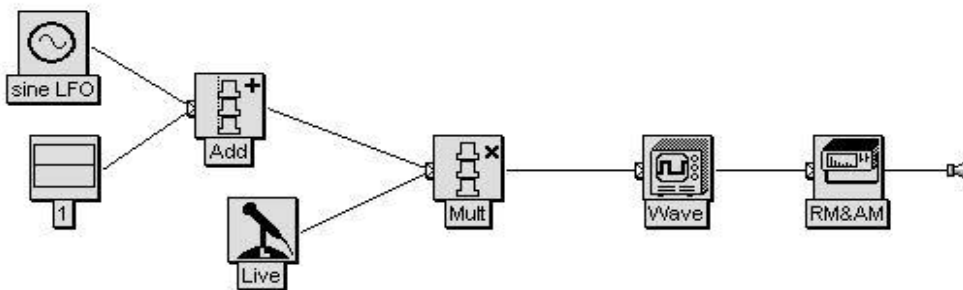 sine LFO
+
Add
1
×
Mult
Live
Wave
RM&AM